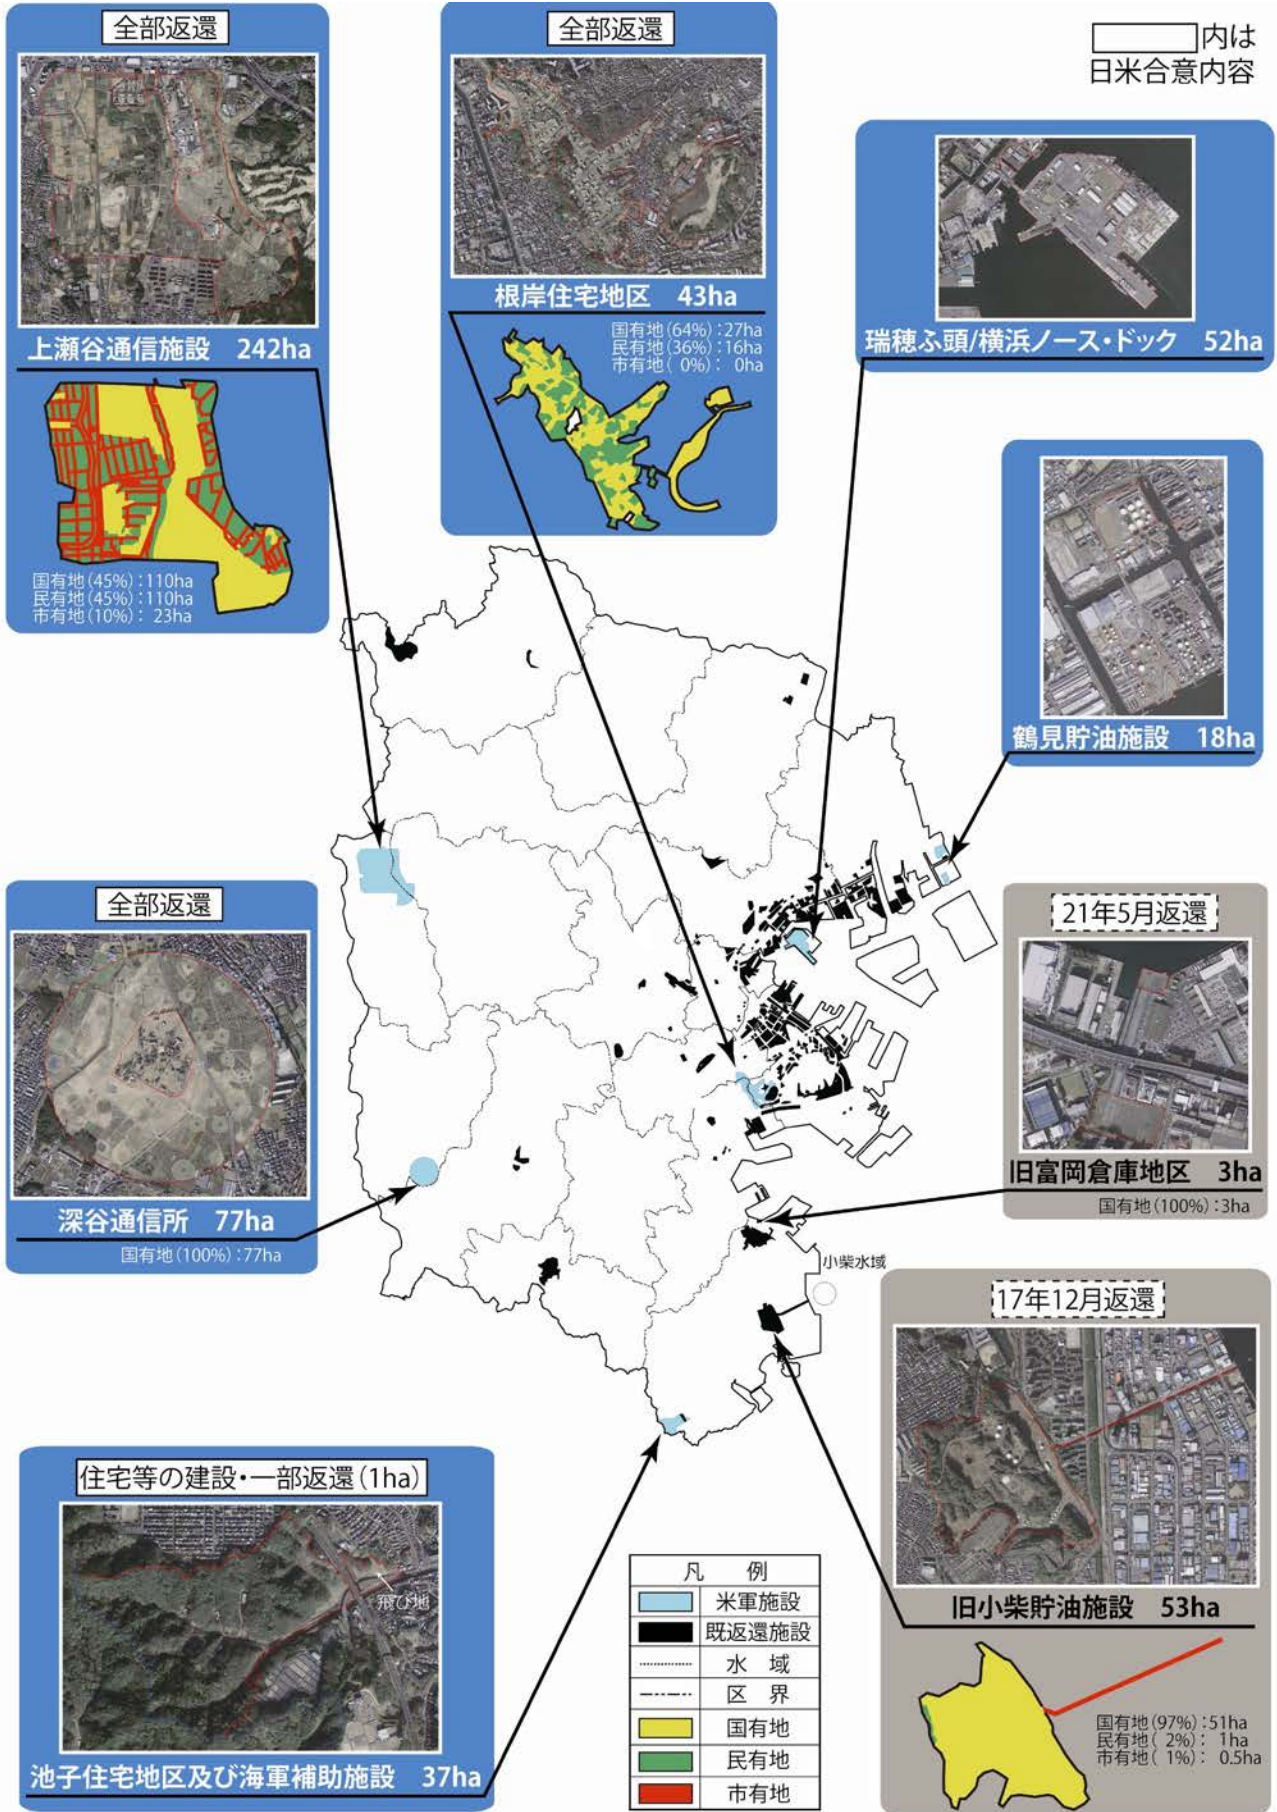 全部返還
上瀬谷通信施設 242ha
国有地(45%):110ha
民有地(45%):110ha
市有地(10%): 23ha
全部返還
根岸住宅地区 43ha
国有地(64%):27ha
民有地(36%):16ha
市有地( 0%): 0ha
内は
日米合意内容
瑞穂ふ頭/横浜ノース・ドック 52ha
鶴見貯油施設 18ha
全部返還
深谷通信所 77ha
国有地(100%):77ha
21年5月返還
旧富岡倉庫地区 3ha
国有地(100%):3ha
小柴水域
17年12月返還
旧小柴貯油施設 53ha
国有地(97%):51ha
民有地( 2%): 1ha
市有地( 1%): 0.5ha
住宅等の建設・一部返還(1ha)
飛び地
池子住宅地区及び海軍補助施設 37ha
凡 例
米軍施設
既返還施設
水 域
区 界
国有地
民有地
市有地